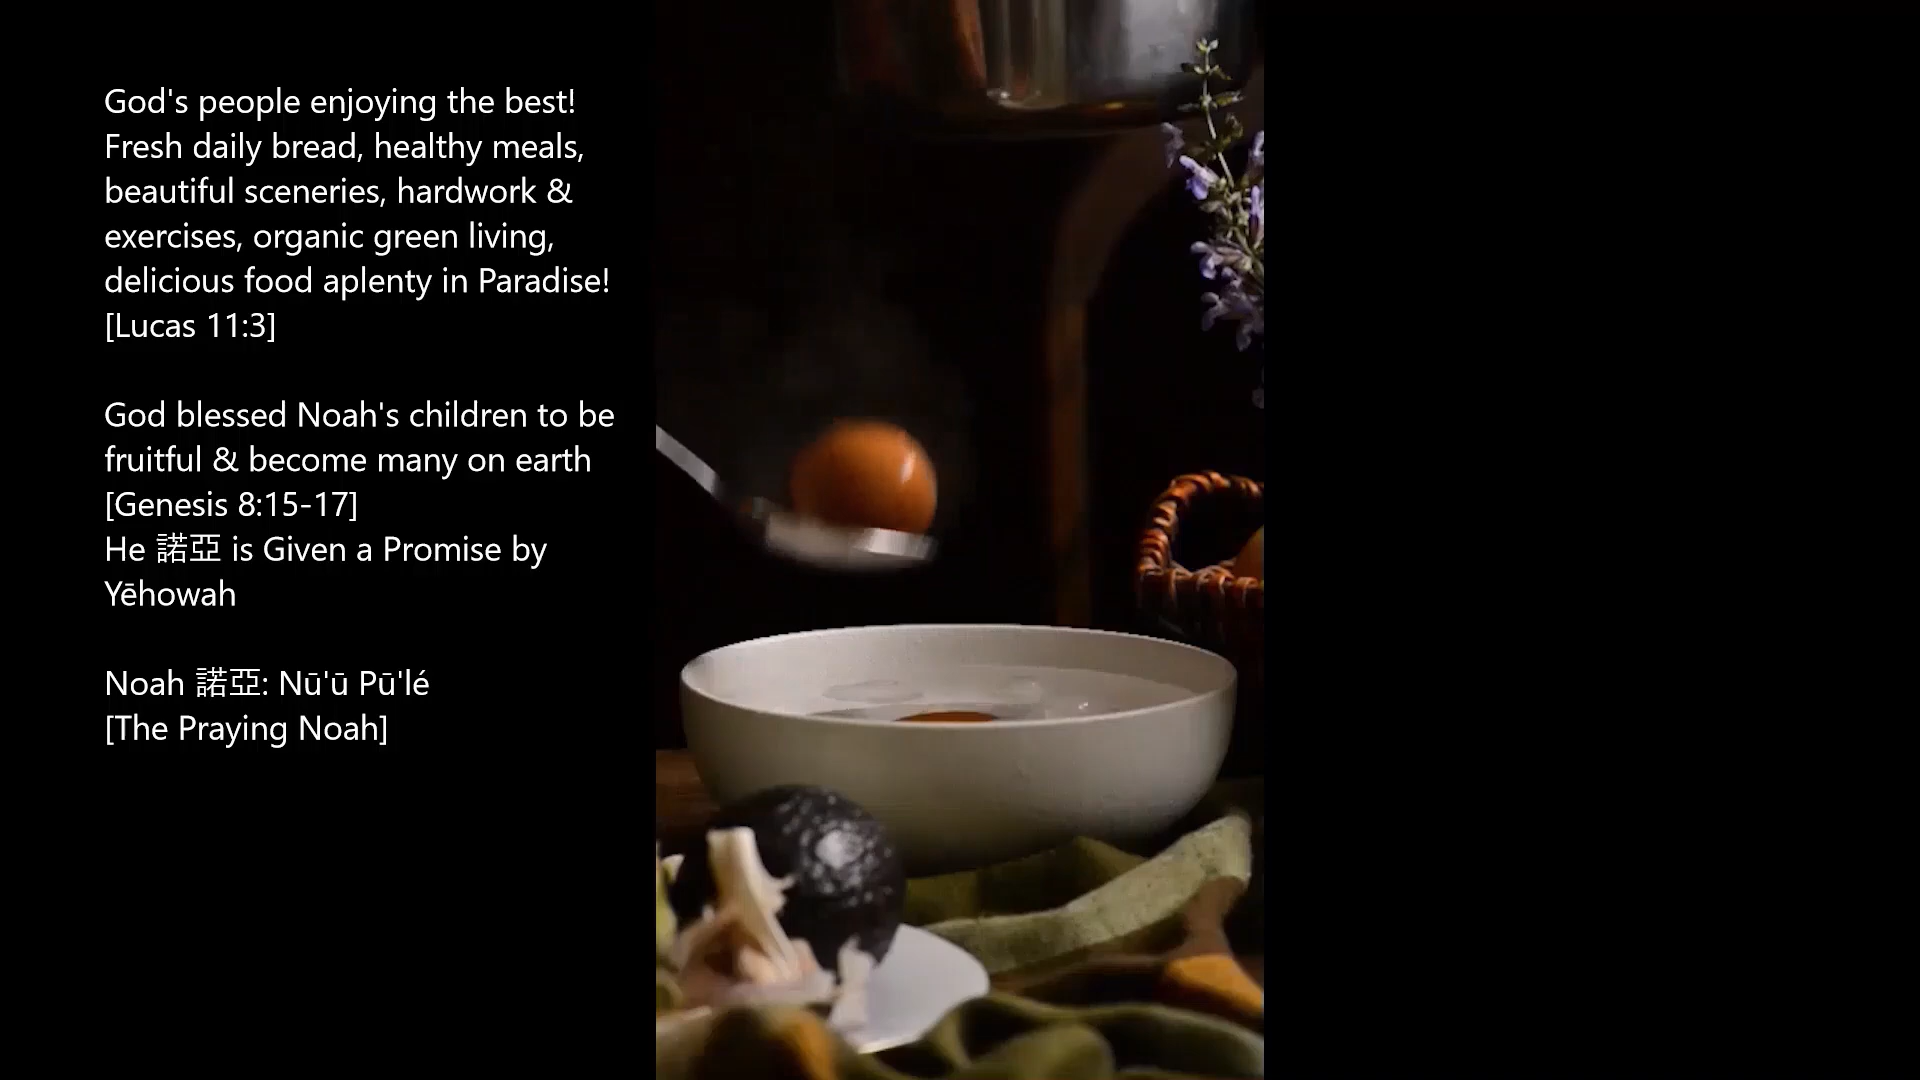 God's people enjoying the best!
Fresh daily bread, healthy meals,
beautiful sceneries, hardwork &
exercises, organic green living,
delicious food aplenty in Paradise!
[Lucas 11:3]
God blessed Noah's children to be
fruitful & become many on earth
[Genesis 8:15-17]
He 諾亞 is Given a Promise by
Yēhowah
Noah 諾亞: Nū'ū Pū'lé
[The Praying Noah]